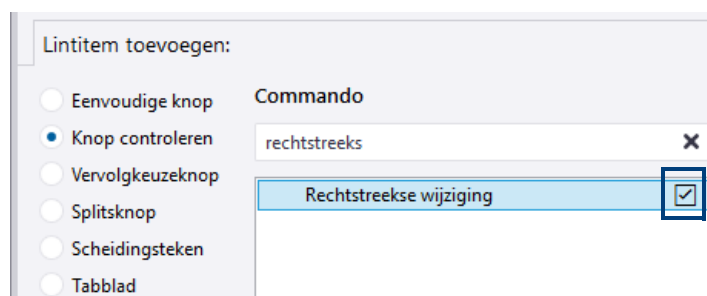 Lintitem toevoegen:
Eenvoudige knop
Knop controleren
Vervolgkeuzeknop
Splitsknop
Scheidingsteken
Tabblad
Commando
rechtstreeks
Rechtstreekse wijziging